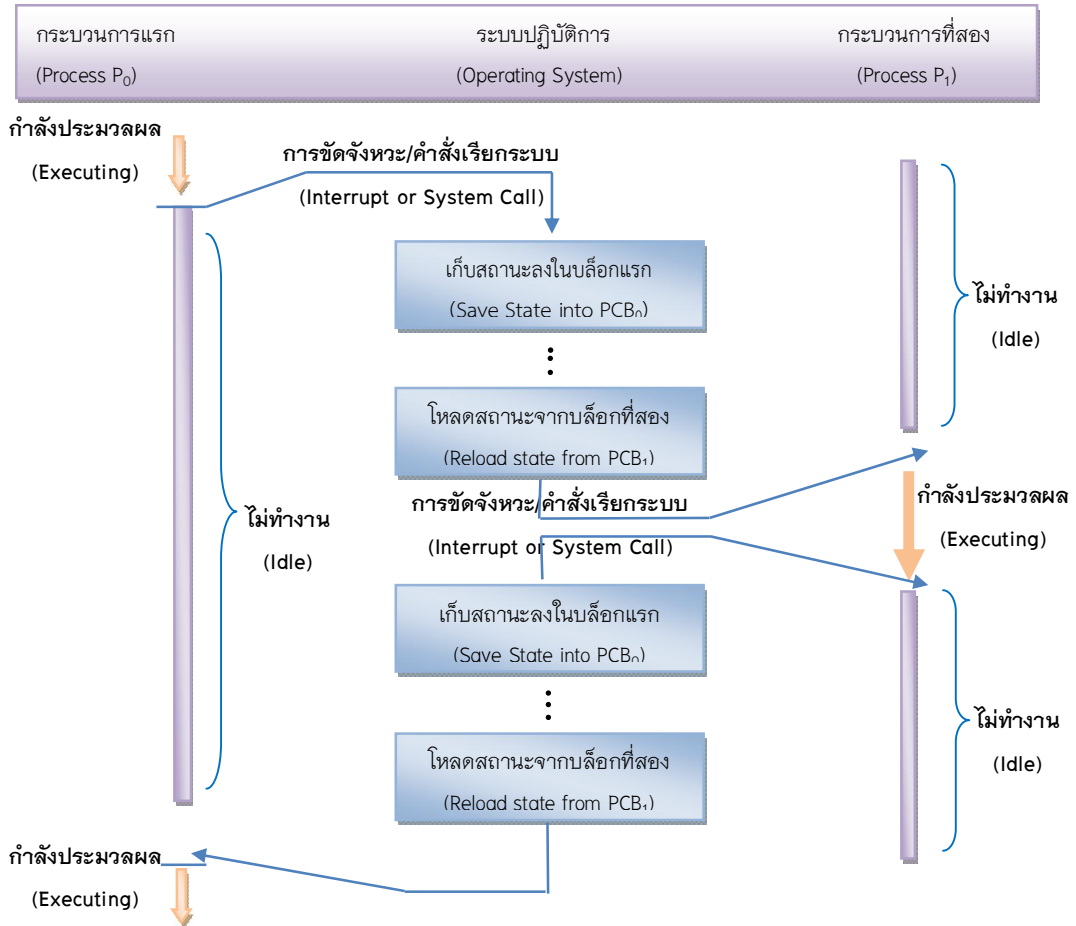 กระบวนการแรก
(Process P0)
ระบบปฏิบัติการ
(Operating System)
กระบวนการที่สอง
(Process P1)
กำลังประมวลผล
(Executing)
การขัดจังหวะ/คำสั่งเรียกระบบ
(Interrupt or System Call)
เก็บสถานะลงในบล็อกแรก
(Save State into PCB0)
ไม่ทำงาน
(Idle)
โหลดสถานะจากบล็อกที่สอง
(Reload state from PCB1)
การขัดจังหวะ/คำสั่งเรียกระบบ
(Interrupt or System Call)
กำลังประมวลผล
(Executing)
ไม่ทำงาน
(Idle)
เก็บสถานะลงในบล็อกแรก
(Save State into PCB0)
ไม่ทำงาน
(Idle)
โหลดสถานะจากบล็อกที่สอง
(Reload state from PCB1)
กำลังประมวลผล
(Executing)